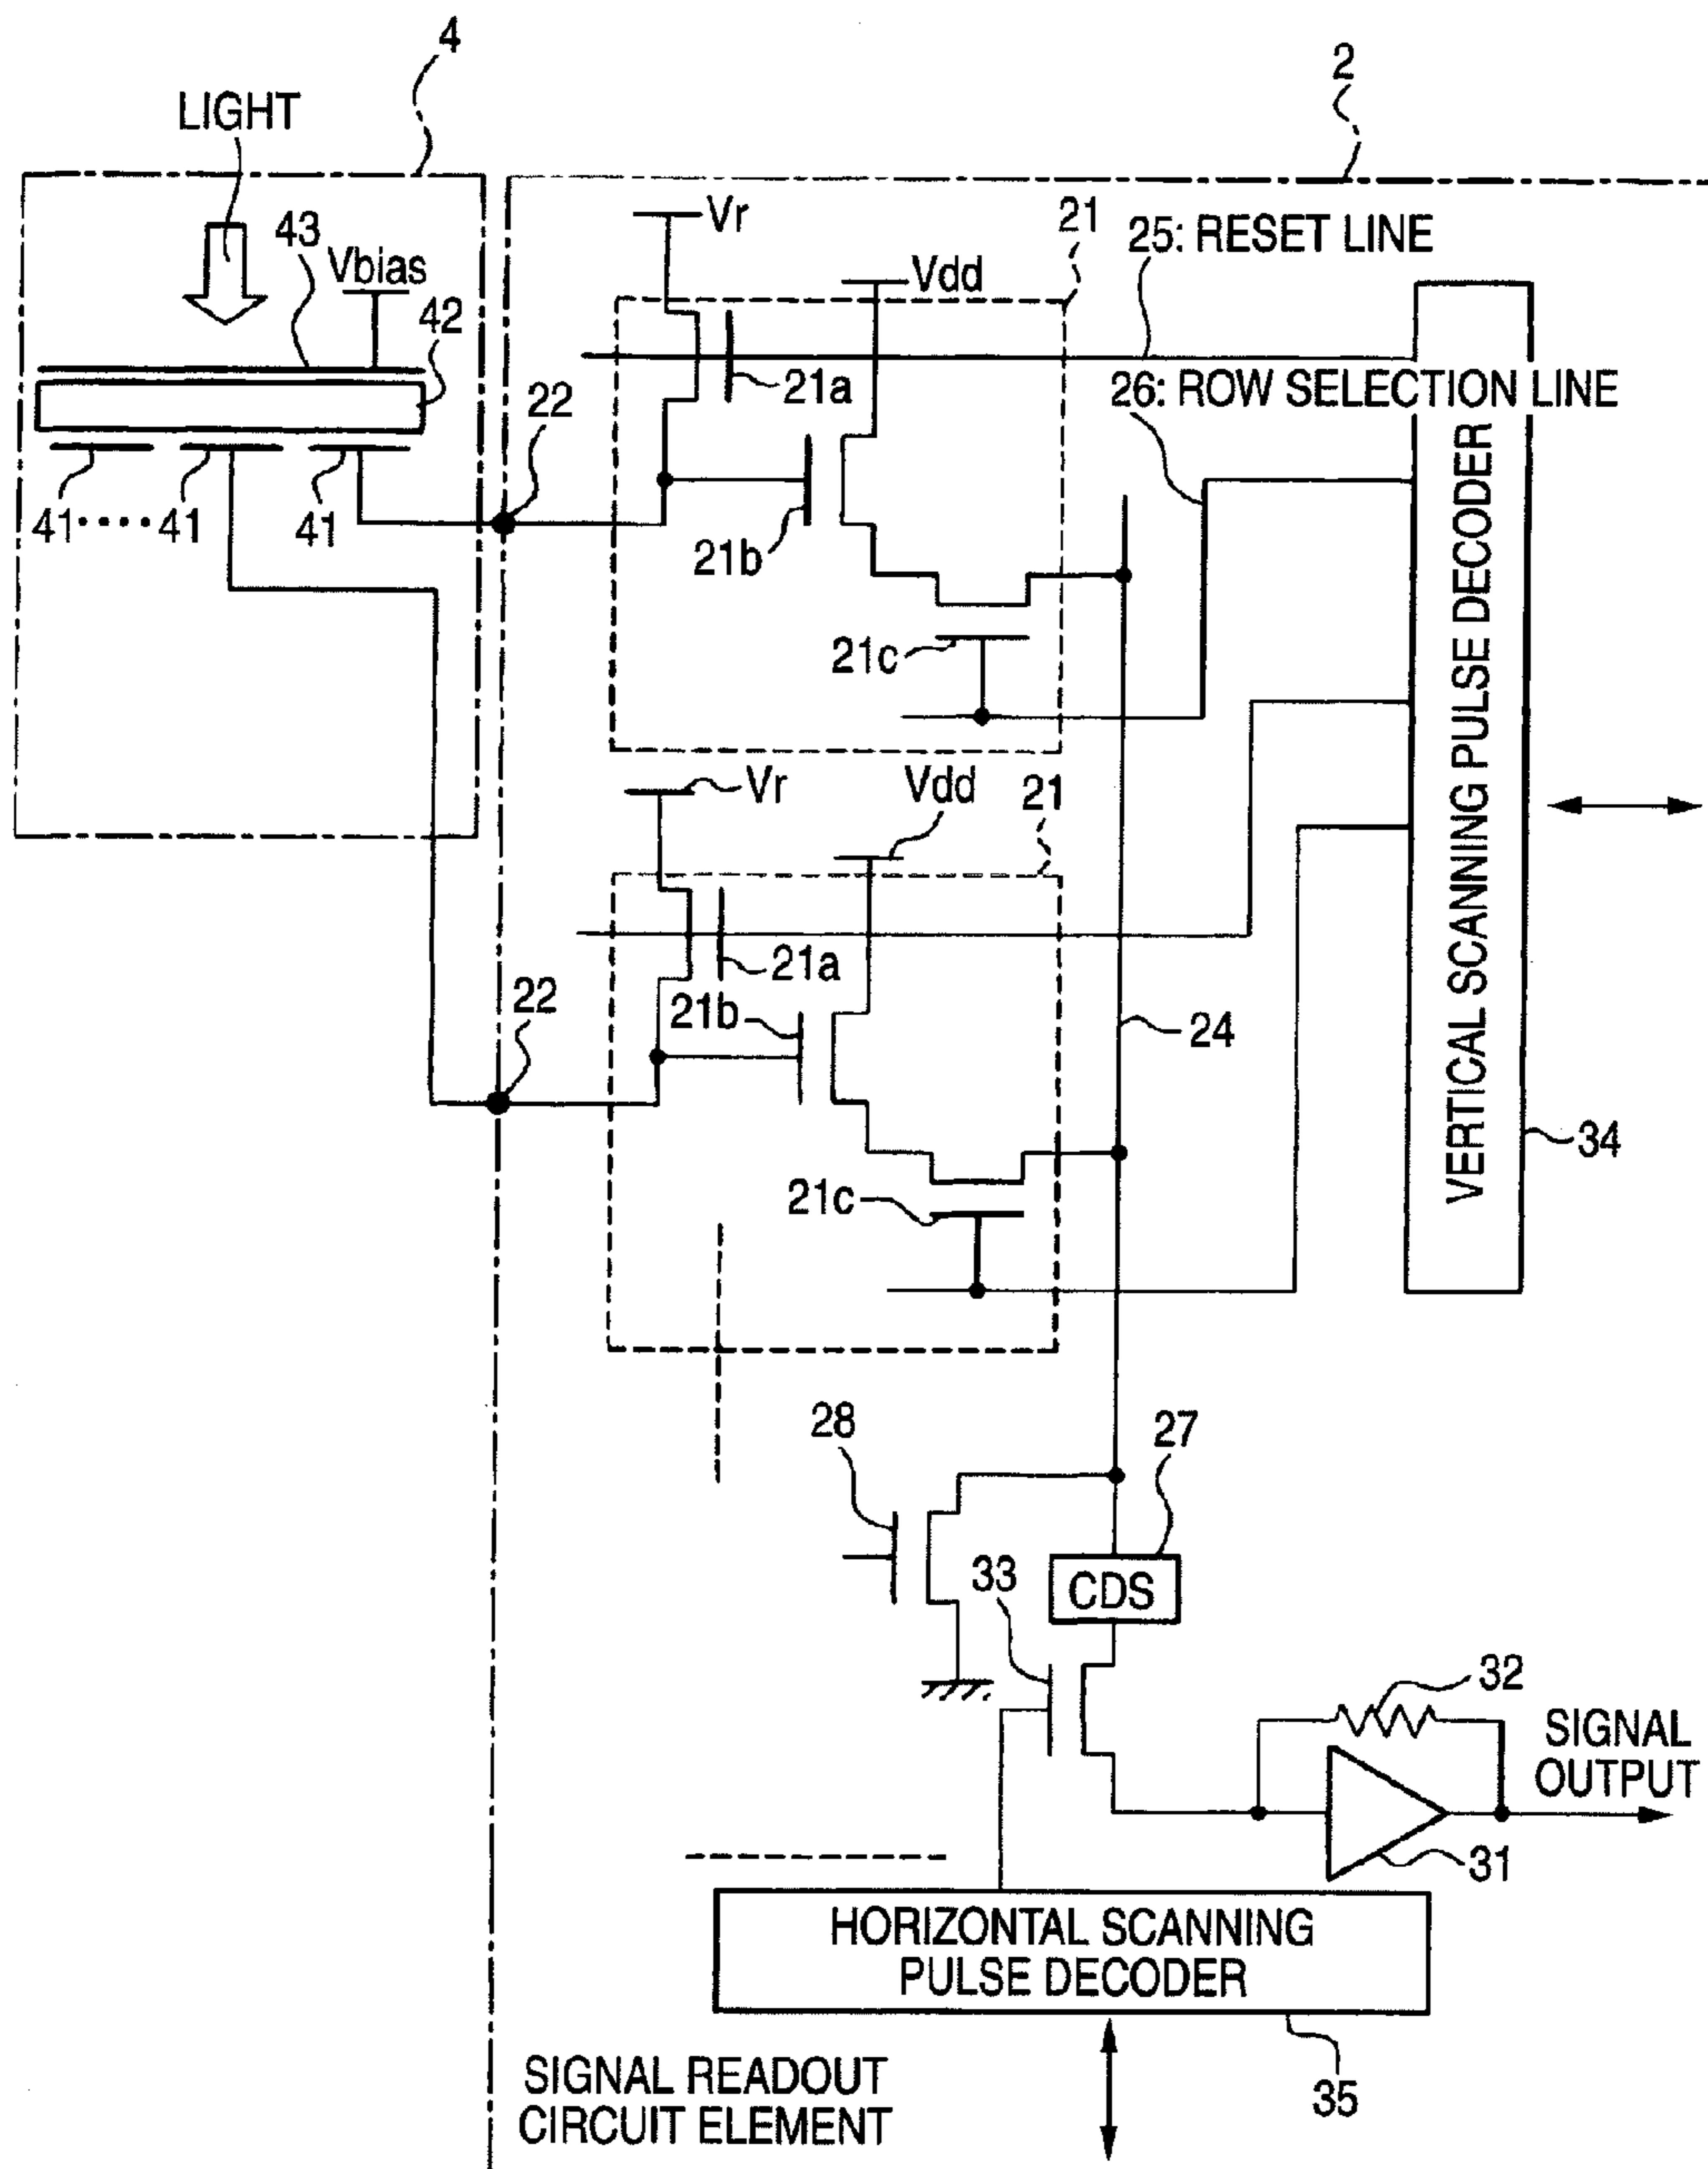 4
2
LIGHT
Vr
21
25: RESET LINE
43
Vbias
Vdd
42
21a
26: ROW SELECTION LINE
22
41····41
41
21b
21c
VERTICAL SCANNING PULSE DECODER
Vr
Vdd
21
21a
22
21b
24
34
21c
28
27
33
CDS
32
SIGNAL
OUTPUT
31
HORIZONTAL SCANNING
PULSE DECODER
SIGNAL READOUT
CIRCUIT ELEMENT
35